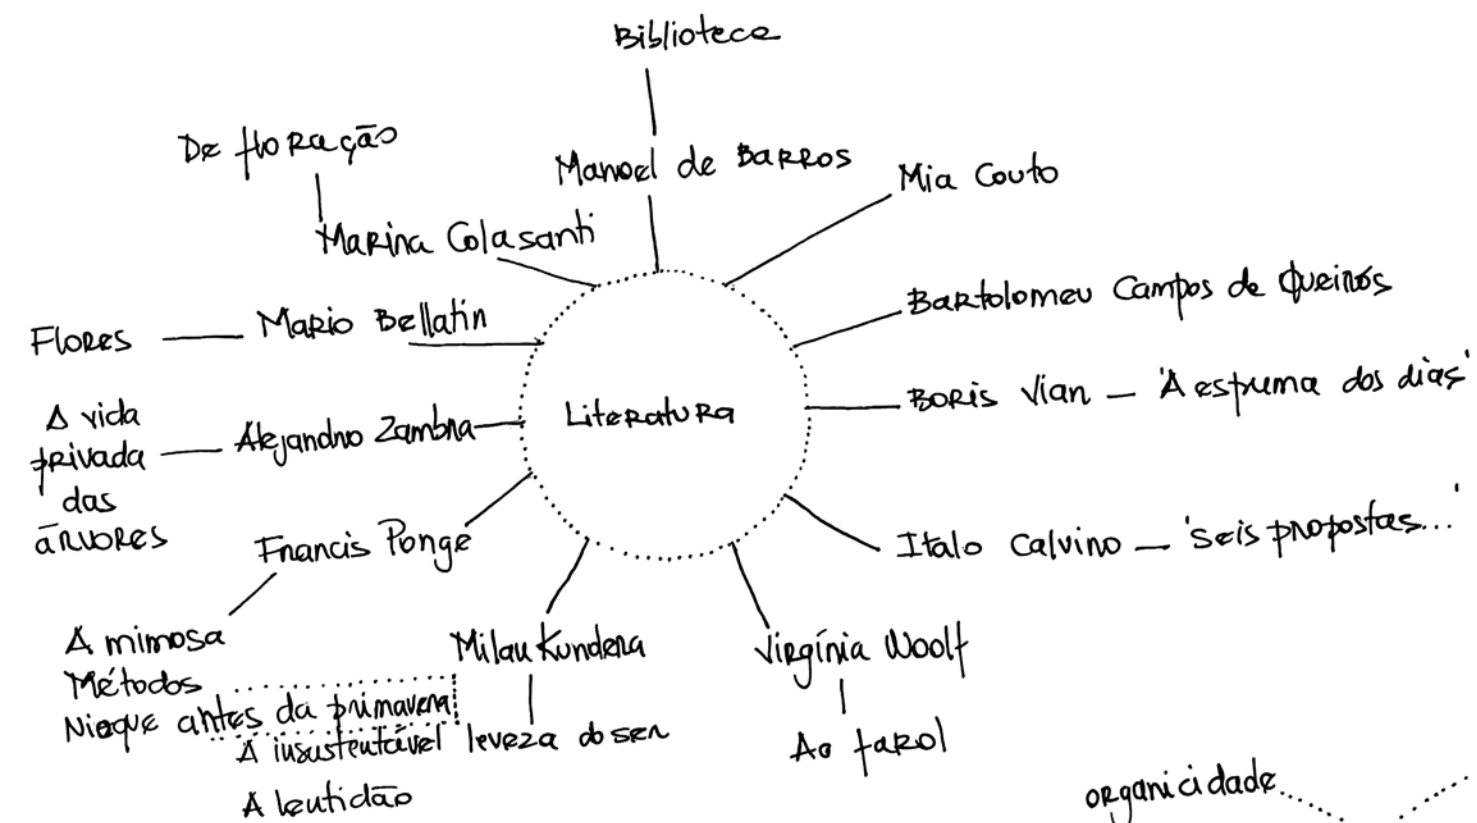 Biblioteca
De floração
Manoel de Barros
Mia Couto
Marina Colasanti
Bartolomeu Campos de Queirós
Flores — Mario Bellatin
Boris Vian — 'A espuma dos dias'
Literatura
A vida
privada
das
árvores
Alejandro Zambra
Francis Ponge
Italo Calvino — 'Seis propostas...'
A mimosa
Métodos
Nioque antes da primavera
Milan Kundera
A insustentável leveza do ser
A lentidão
Virgínia Woolf
Ao farol
organicidade